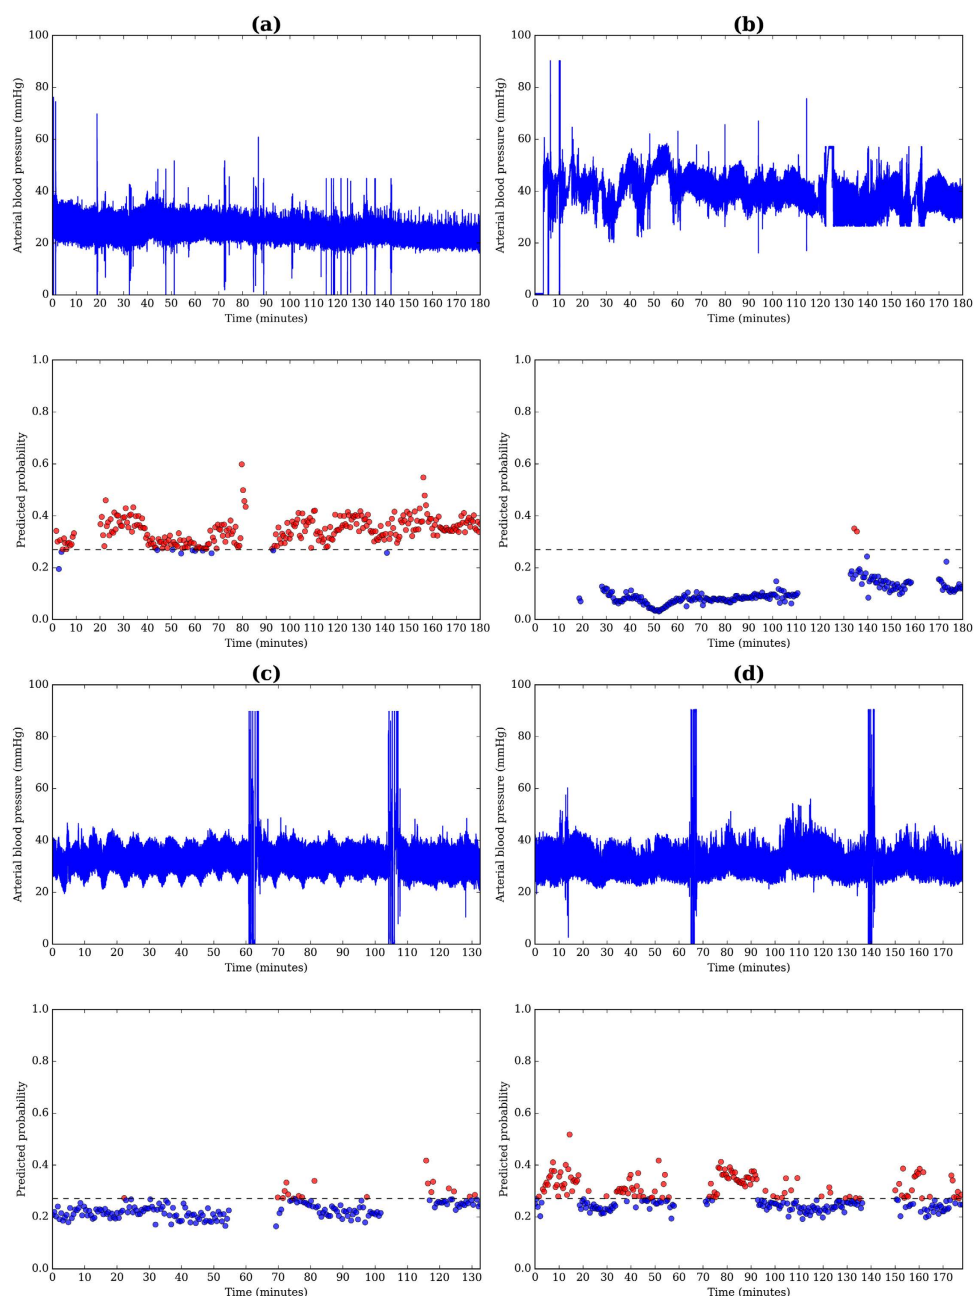 (a)
100
80
60
40
20
0
Arterial blood pressure (mmHg)
0 10 20 30 40 50 60 70 80 90 100 110 120 130 140 150 160 170 180
Time (minutes)
(b)
100
80
60
40
20
0
Arterial blood pressure (mmHg)
0 10 20 30 40 50 60 70 80 90 100 110 120 130 140 150 160 170 180
Time (minutes)
1.0
0.8
0.6
0.4
0.2
0.0
Predicted probability
0 10 20 30 40 50 60 70 80 90 100 110 120 130 140 150 160 170 180
Time (minutes)
1.0
0.8
0.6
0.4
0.2
0.0
Predicted probability
0 10 20 30 40 50 60 70 80 90 100 110 120 130 140 150 160 170 180
Time (minutes)
(c)
100
80
60
40
20
0
Arterial blood pressure (mmHg)
0 10 20 30 40 50 60 70 80 90 100 110 120 130
Time (minutes)
(d)
100
80
60
40
20
0
Arterial blood pressure (mmHg)
0 10 20 30 40 50 60 70 80 90 100 110 120 130 140 150 160 170
Time (minutes)
1.0
0.8
0.6
0.4
0.2
0.0
Predicted probability
0 10 20 30 40 50 60 70 80 90 100 110 120 130
Time (minutes)
1.0
0.8
0.6
0.4
0.2
0.0
Predicted probability
0 10 20 30 40 50 60 70 80 90 100 110 120 130 140 150 160 170
Time (minutes)